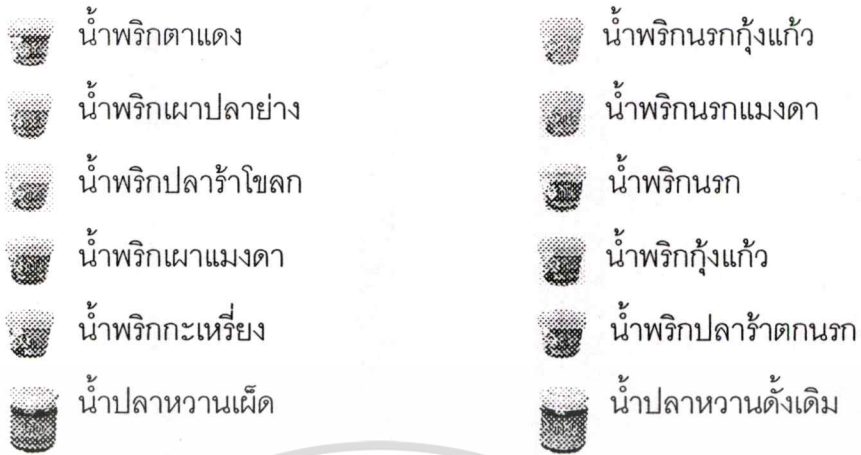 น้ำพริกตาแดง
น้ำพริกนรกกุ้งแก้ว
น้ำพริกเผาปลาย่าง
น้ำพริกนรกแมงดา
น้ำพริกปลาร้าโขลก
น้ำพริกนรก
น้ำพริกเผาแมงดา
น้ำพริกกุ้งแก้ว
น้ำพริกกะเหรี่ยง
น้ำพริกปลาร้าตกนรก
น้ำปลาหวานเผ็ด
น้ำปลาหวานดั้งเดิม